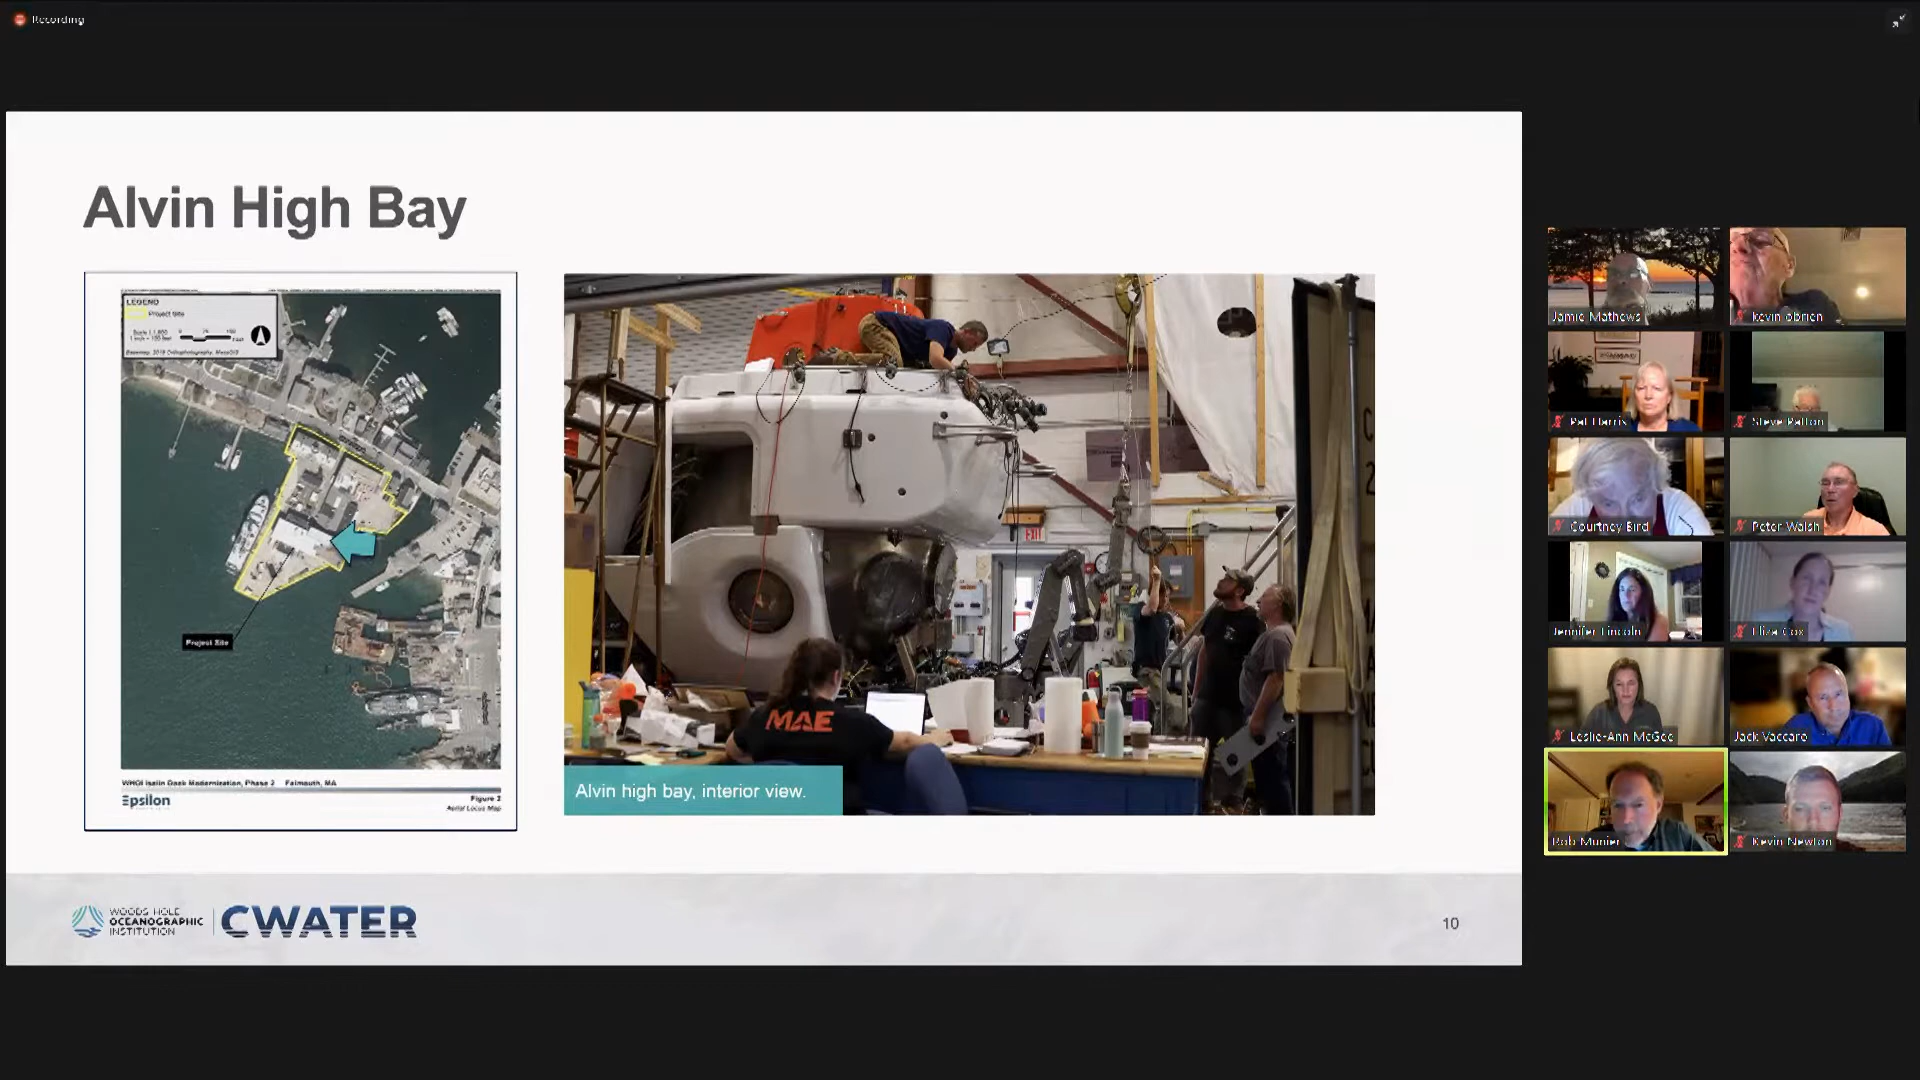 Recording
Alvin High Bay
LEGEND
Project Site
Project Site
WHOI Iselin Dock Modernization, Phase 2 Falmouth, MA
Epsilon
Figure 2
Aerial Locus Map
EXIT
MAE
Alvin high bay, interior view.
WOODS HOLE
OCEANOGRAPHIC
INSTITUTION
CWATER
10
Jamie Mathews
kevin obrien
Pat Harris
Steve Patton
Courtney Bird
Peter Walsh
Jennifer Lincoln
Eliza Cox
Leslie-Ann McGee
Jack Vaccaro
Rob Munier
Kevin Newton